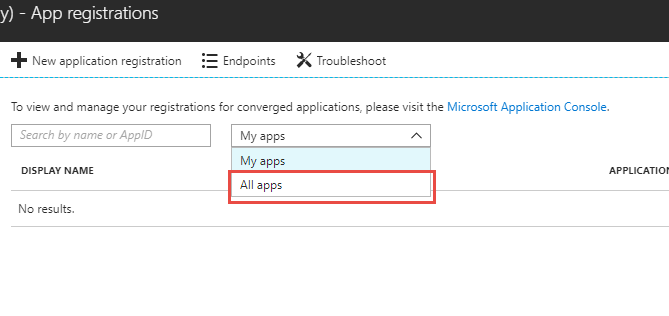 y) - App registrations
New application registration Endpoints Troubleshoot
To view and manage your registrations for converged applications, please visit the Microsoft Application Console.
Search by name or AppID My apps
My apps
DISPLAY NAME APPLICATION
All apps
No results.